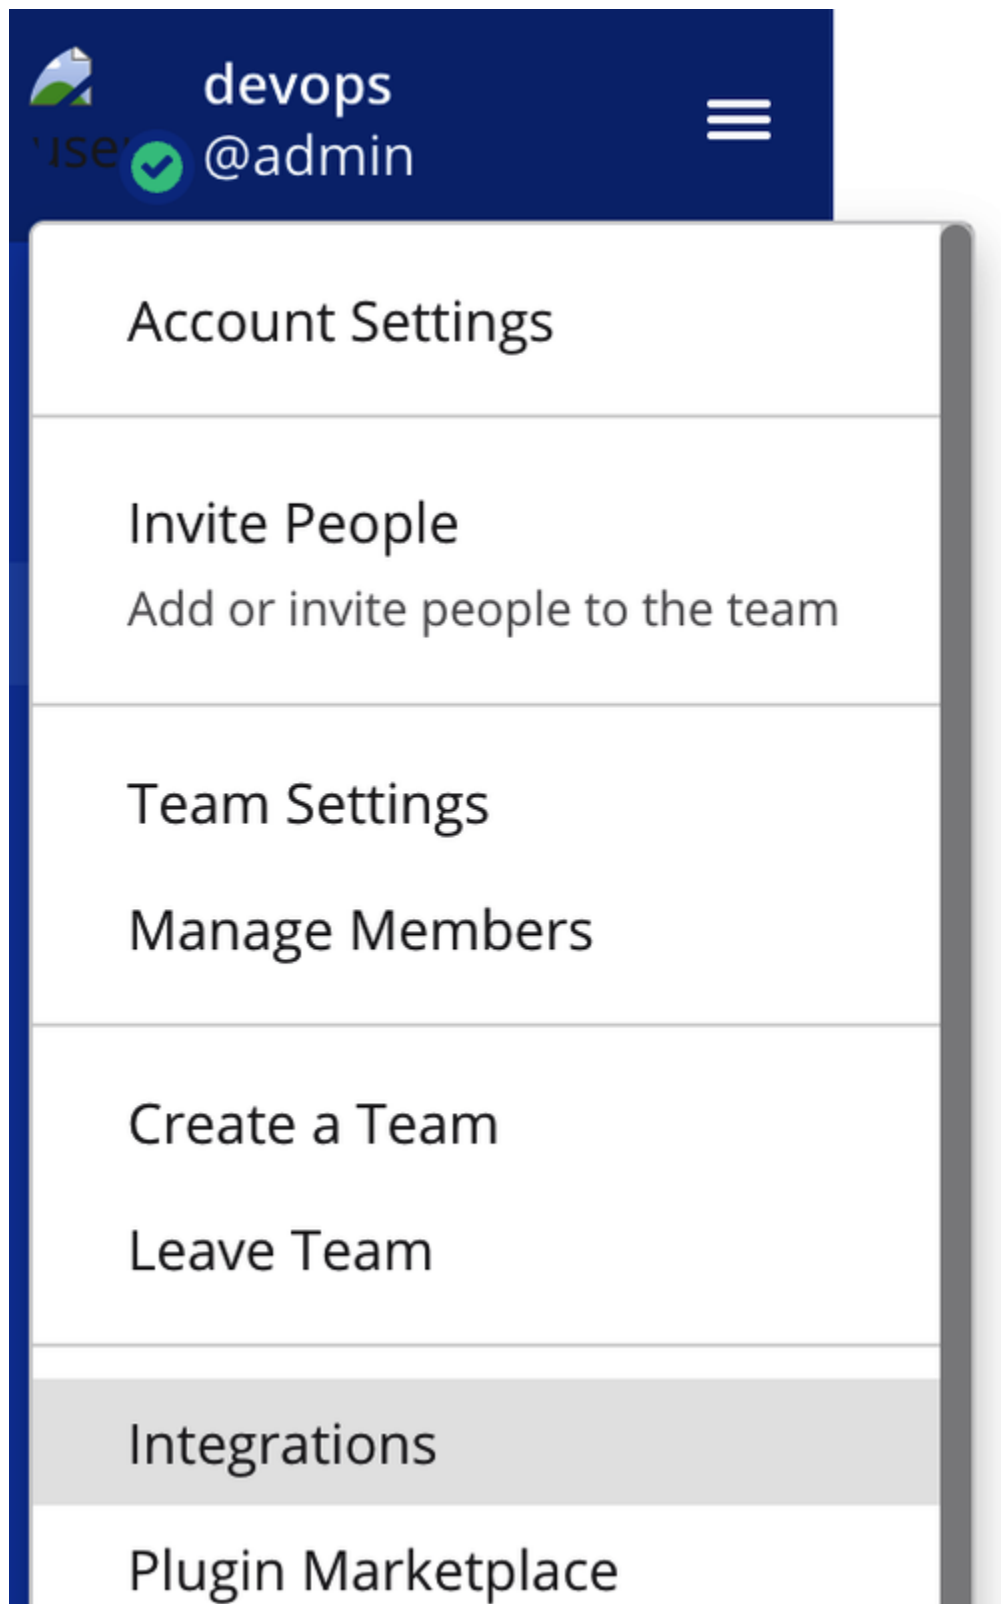 devops
@admin
Account Settings
Invite People
Add or invite people to the team
Team Settings
Manage Members
Create a Team
Leave Team
Integrations
Plugin Marketplace